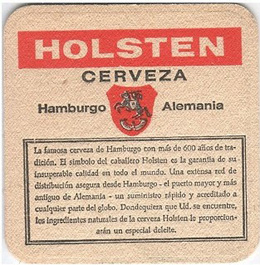 HOLSTEN
CERVEZA
Hamburgo Alemania
La famosa cerveza de Hamburgo con más de 600 años de tra-
dición. El símbolo del caballero Holsten es la garantía de su
insuperable calidad en todo el mundo. Una extensa red de
distribución asegura desde Hamburgo - el puerto mayor y más
antiguo de Alemania - un suministro rápido y acreditado a
cualquier parte del globo. Dondequiera que Ud. se encuentre,
los ingredientes naturales de la cerveza Holsten le proporcion-
arán un especial deleite.